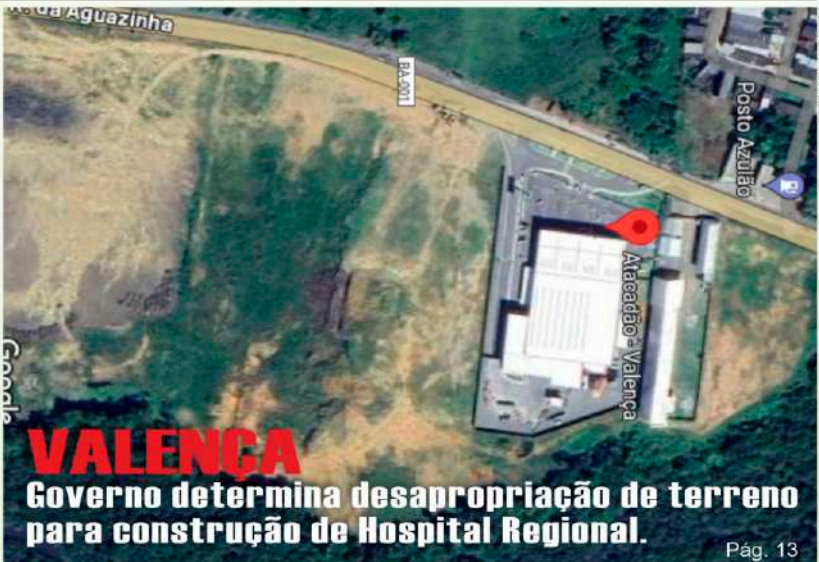 R. da Aguazinha
BA-001
Posto Azulão
Atacadão - Valença
Google
VALENÇA
Governo determina desapropriação de terreno
para construção de Hospital Regional.
Pág. 13